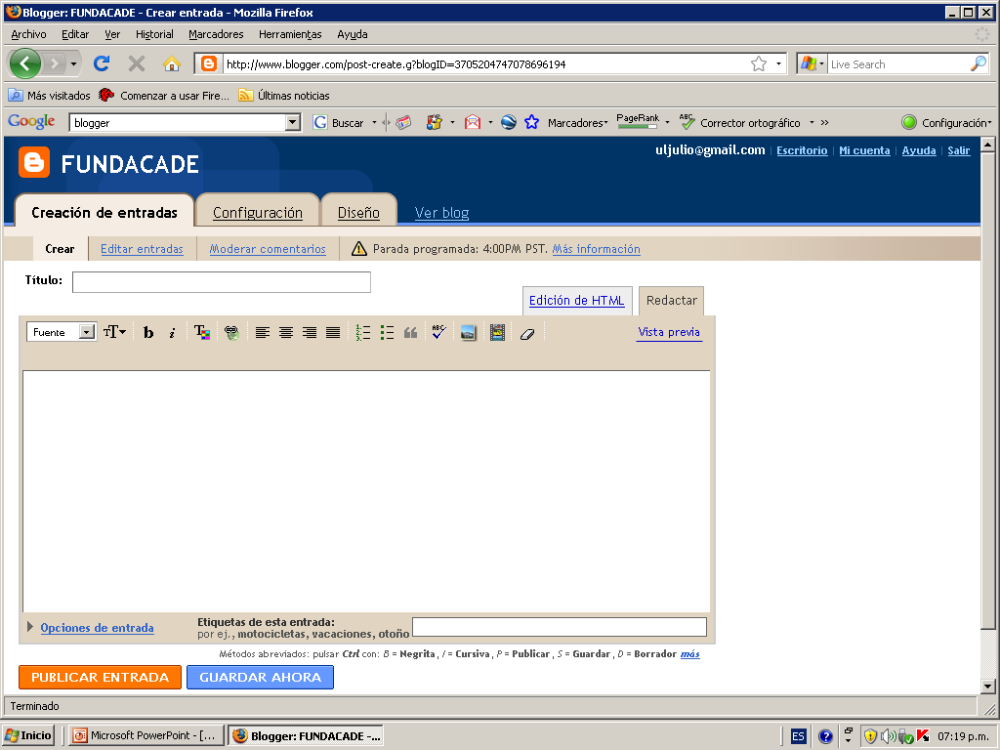 Blogger: FUNDACADE - Crear entrada - Mozilla Firefox
Archivo Editar Ver Historial Marcadores Herramientas Ayuda
http://www.blogger.com/post-create.g?blogID=3705204747078696194 Live Search
Más visitados Comenzar a usar Fire... Últimas noticias
Google blogger Buscar Marcadores PageRank ABC Corrector ortográfico » Configuración
FUNDACADE
uljulio@gmail.com | Escritorio | Mi cuenta | Ayuda | Salir
Creación de entradas Configuración Diseño Ver blog
Crear Editar entradas Moderar comentarios Parada programada: 4:00PM PST. Más información
Título:
Edición de HTML Redactar
Fuente TT b i T ABC Vista previa
Opciones de entrada
Etiquetas de esta entrada:
por ej., motocicletas, vacaciones, otoño
Métodos abreviados: pulsar Ctrl con: B = Negrita, I = Cursiva, P = Publicar, S = Guardar, D = Borrador más
PUBLICAR ENTRADA GUARDAR AHORA
Terminado
Inicio Microsoft PowerPoint - [... Blogger: FUNDACADE -... ES 07:19 p.m.